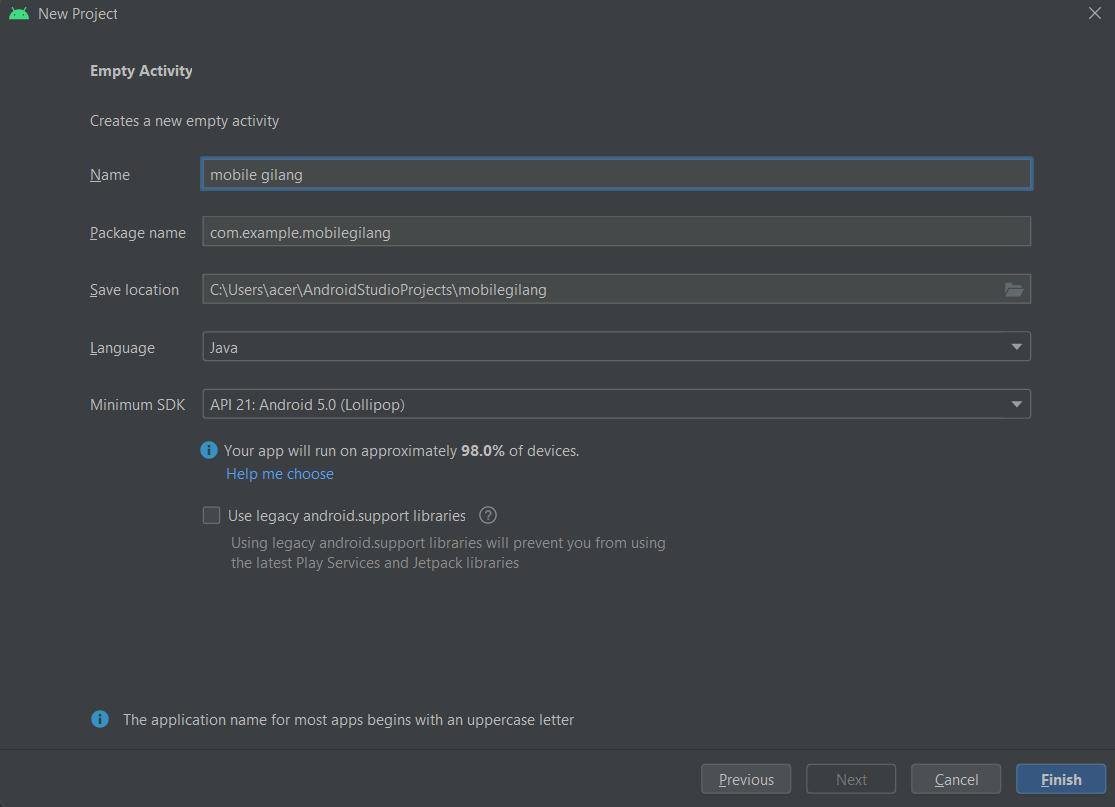 New Project
Empty Activity
Creates a new empty activity
Name mobile gilang
Package name com.example.mobilegilang
Save location C:\Users\acer\AndroidStudioProjects\mobilegilang
Language Java
Minimum SDK API 21: Android 5.0 (Lollipop)
i Your app will run on approximately 98.0% of devices.
Help me choose
Use legacy android.support libraries ?
Using legacy android.support libraries will prevent you from using
the latest Play Services and Jetpack libraries
i The application name for most apps begins with an uppercase letter
Previous Next Cancel Finish